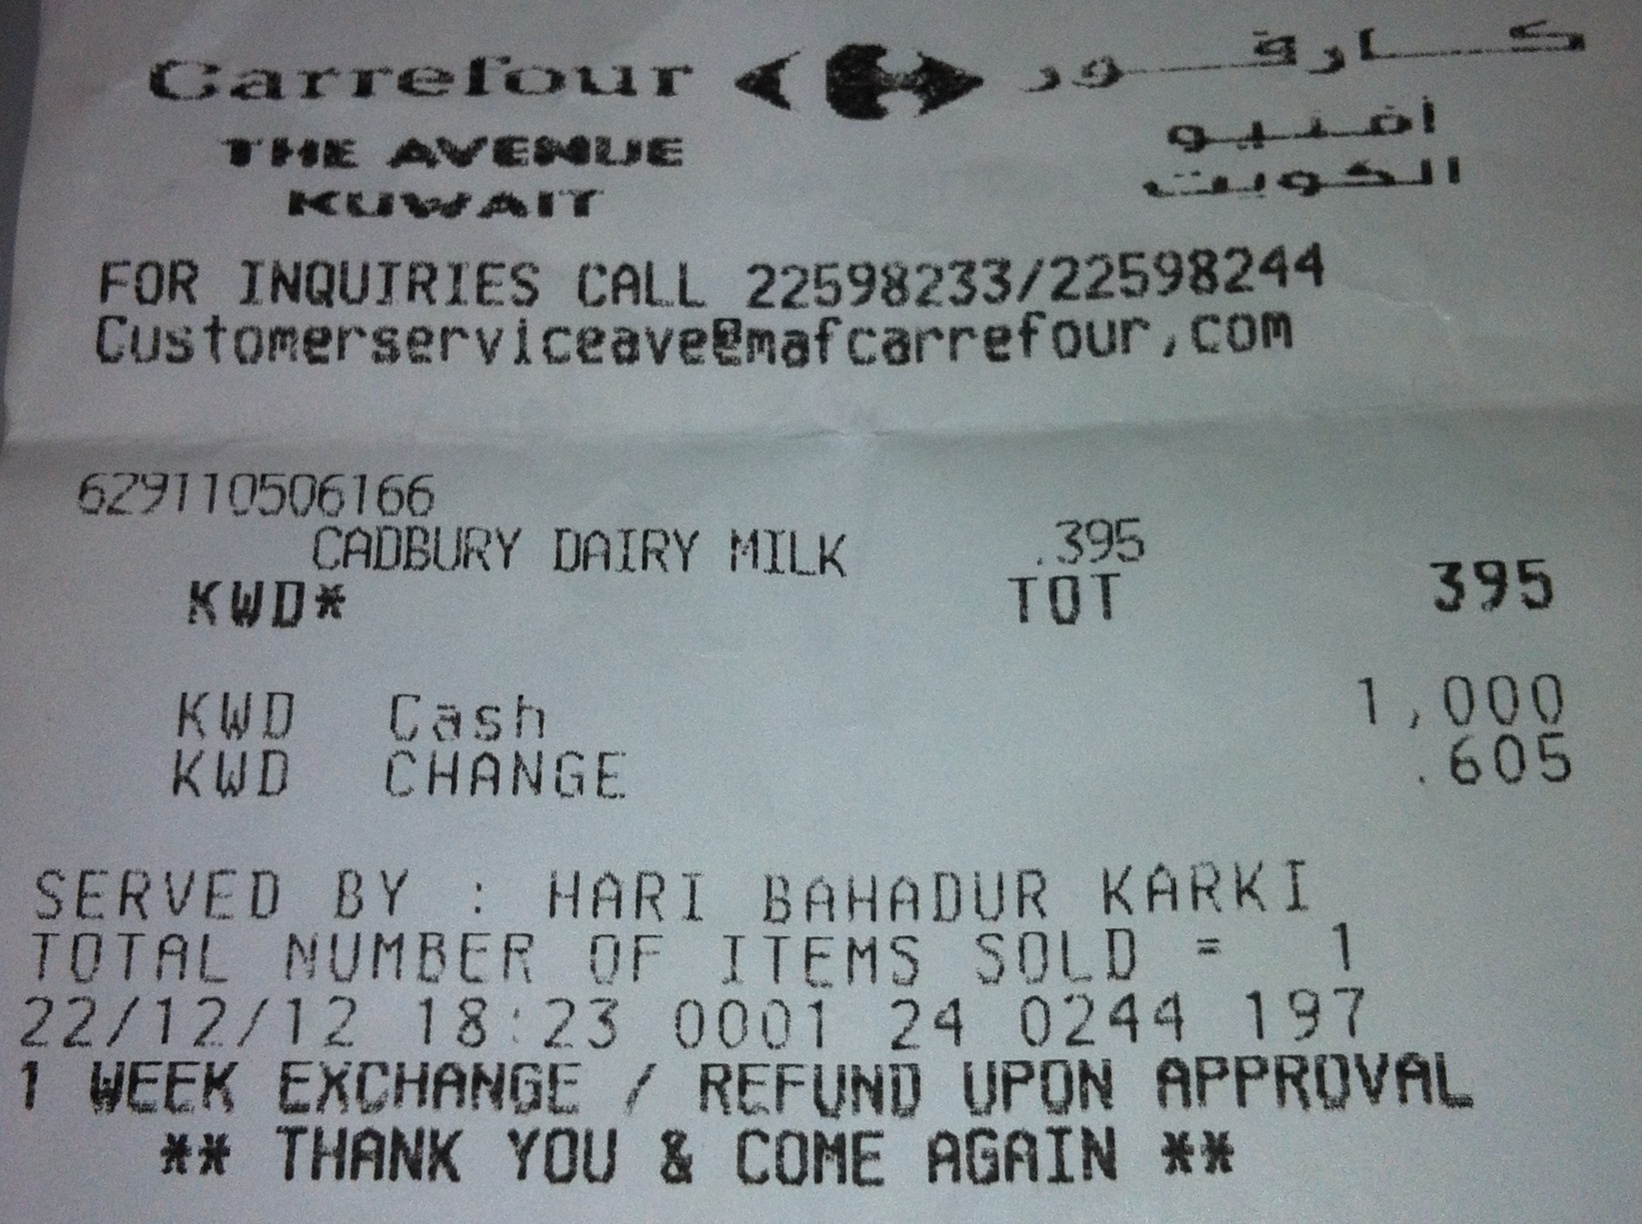 Carrefour كارفور
THE AVENUE أفنيو
KUWAIT الكويت
FOR INQUIRIES CALL 22598233/22598244
Customerserviceave@mafcarrefour,com
6291110506166
CADBURY DAIRY MILK .395
KWD* TOT 395
KWD Cash 1,000
KWD CHANGE .605
SERVED BY : HARI BAHADUR KARKI
TOTAL NUMBER OF ITEMS SOLD = 1
22/12/12 18:23 0001 24 0244 197
1 WEEK EXCHANGE / REFUND UPON APPROVAL
** THANK YOU & COME AGAIN **